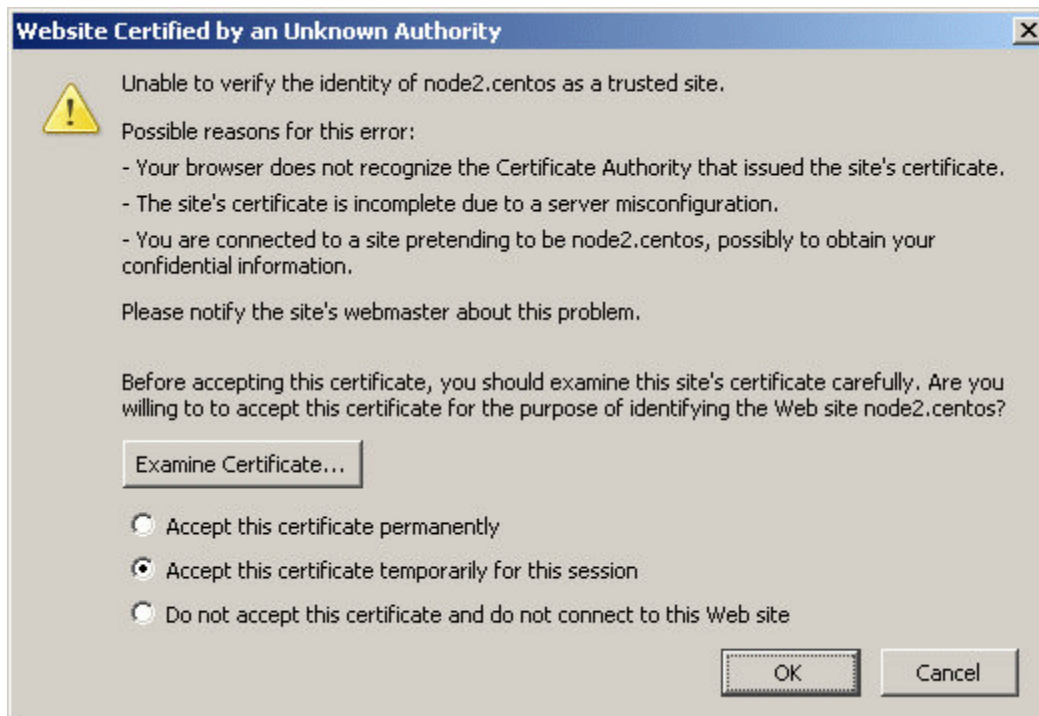 Website Certified by an Unknown Authority
Unable to verify the identity of node2.centos as a trusted site.
Possible reasons for this error:
- Your browser does not recognize the Certificate Authority that issued the site's certificate.
- The site's certificate is incomplete due to a server misconfiguration.
- You are connected to a site pretending to be node2.centos, possibly to obtain your
confidential information.
Please notify the site's webmaster about this problem.
Before accepting this certificate, you should examine this site's certificate carefully. Are you
willing to to accept this certificate for the purpose of identifying the Web site node2.centos?
Examine Certificate...
Accept this certificate permanently
Accept this certificate temporarily for this session
Do not accept this certificate and do not connect to this Web site
OK Cancel